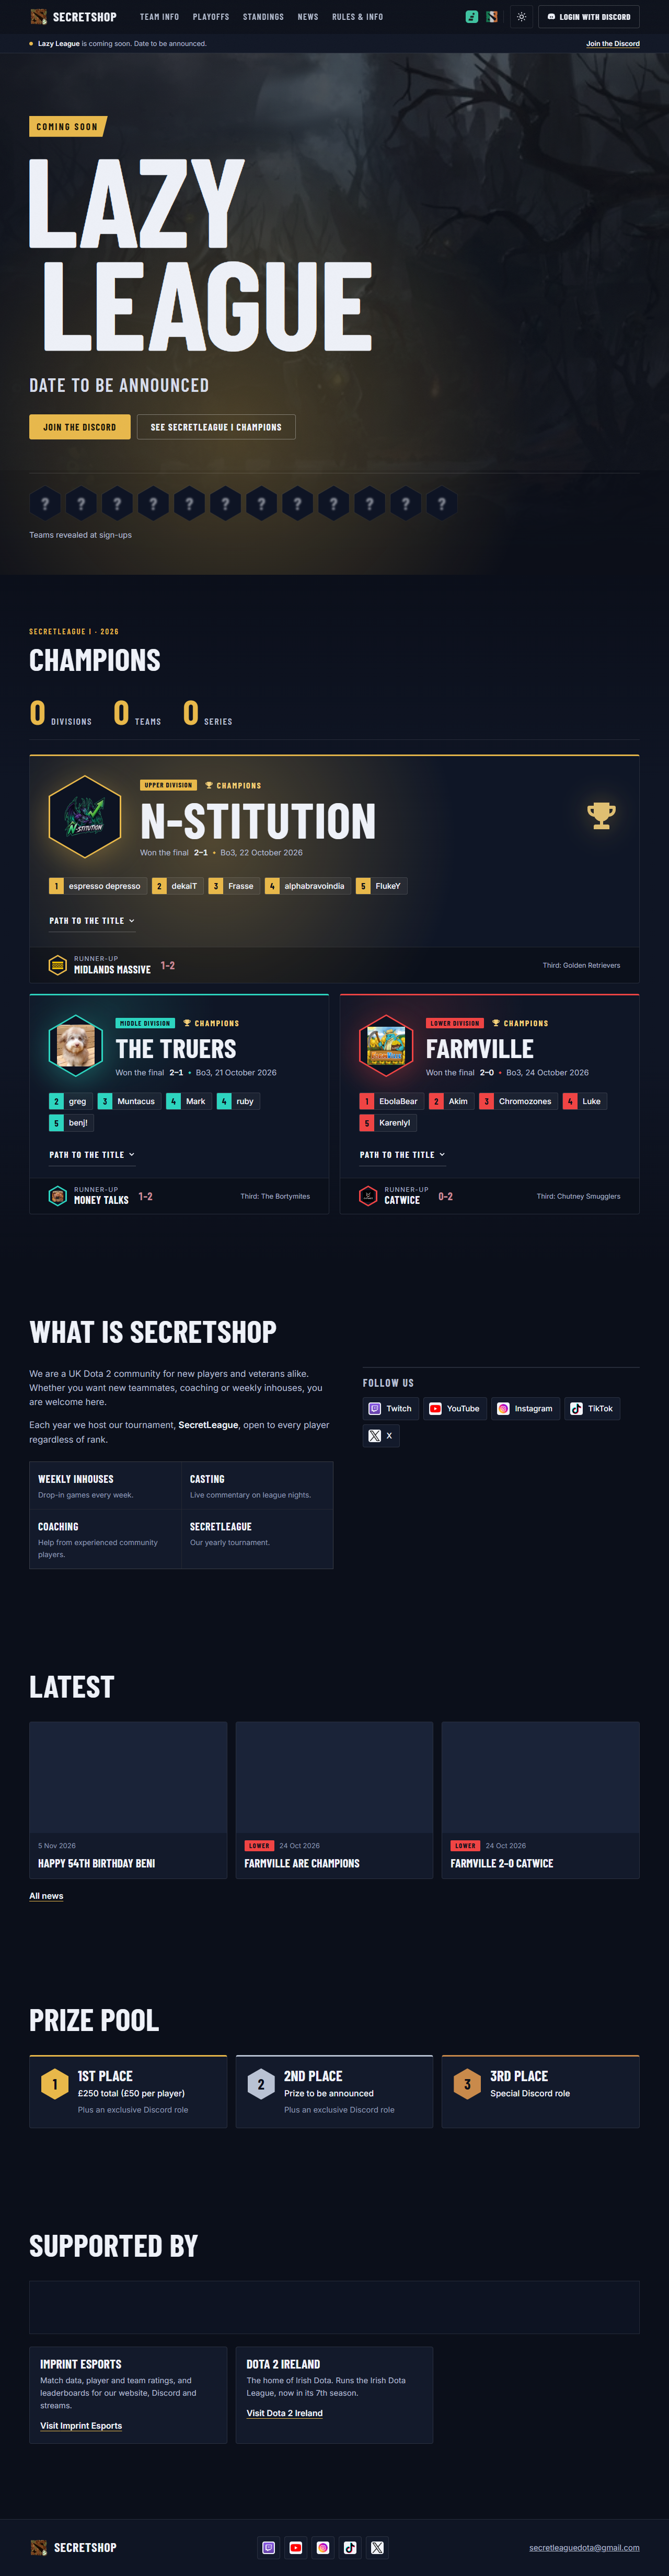 SECRETSHOP
TEAM INFO
PLAYOFFS
STANDINGS
NEWS
RULES & INFO
LOGIN WITH DISCORD
Lazy League is coming soon. Date to be announced.
Join the Discord
COMING SOON
LAZY
LEAGUE
DATE TO BE ANNOUNCED
JOIN THE DISCORD
SEE SECRETLEAGUE I CHAMPIONS
? ? ? ? ? ? ? ? ? ? ? ?
Teams revealed at sign-ups
SECRETLEAGUE I · 2026
CHAMPIONS
0 DIVISIONS
0 TEAMS
0 SERIES
UPPER DIVISION
CHAMPIONS
N-STITUTION
N-STITUTION
Won the final 2–1 • Bo3, 22 October 2026
1 espresso depresso
2 dekaiT
3 Frasse
4 alphabravoindia
5 FlukeY
PATH TO THE TITLE
RUNNER-UP
MIDLANDS MASSIVE
1-2
Third: Golden Retrievers
MIDDLE DIVISION
CHAMPIONS
THE TRUERS
Won the final 2–1 • Bo3, 21 October 2026
2 greg
3 Muntacus
4 Mark
4 ruby
5 benj!
PATH TO THE TITLE
RUNNER-UP
MONEY TALKS
1-2
Third: The Bortymites
LOWER DIVISION
CHAMPIONS
FARMVILLE
Won the final 2–0 • Bo3, 24 October 2026
1 EbolaBear
2 Akim
3 Chromozones
4 Luke
5 Karenlyl
PATH TO THE TITLE
RUNNER-UP
CATWICE
0-2
Third: Chutney Smugglers
WHAT IS SECRETSHOP
We are a UK Dota 2 community for new players and veterans alike.
Whether you want new teammates, coaching or weekly inhouses, you
are welcome here.
Each year we host our tournament, SecretLeague, open to every player
regardless of rank.
WEEKLY INHOUSES
Drop-in games every week.
CASTING
Live commentary on league nights.
COACHING
Help from experienced community
players.
SECRETLEAGUE
Our yearly tournament.
FOLLOW US
Twitch
YouTube
Instagram
TikTok
X
LATEST
5 Nov 2026
HAPPY 54TH BIRTHDAY BENI
LOWER 24 Oct 2026
FARMVILLE ARE CHAMPIONS
LOWER 24 Oct 2026
FARMVILLE 2-0 CATWICE
All news
PRIZE POOL
1
1ST PLACE
£250 total (£50 per player)
Plus an exclusive Discord role
2
2ND PLACE
Prize to be announced
Plus an exclusive Discord role
3
3RD PLACE
Special Discord role
SUPPORTED BY
IMPRINT ESPORTS
Match data, player and team ratings, and
leaderboards for our website, Discord and
streams.
Visit Imprint Esports
DOTA 2 IRELAND
The home of Irish Dota. Runs the Irish Dota
League, now in its 7th season.
Visit Dota 2 Ireland
SECRETSHOP
secretleaguedota@gmail.com